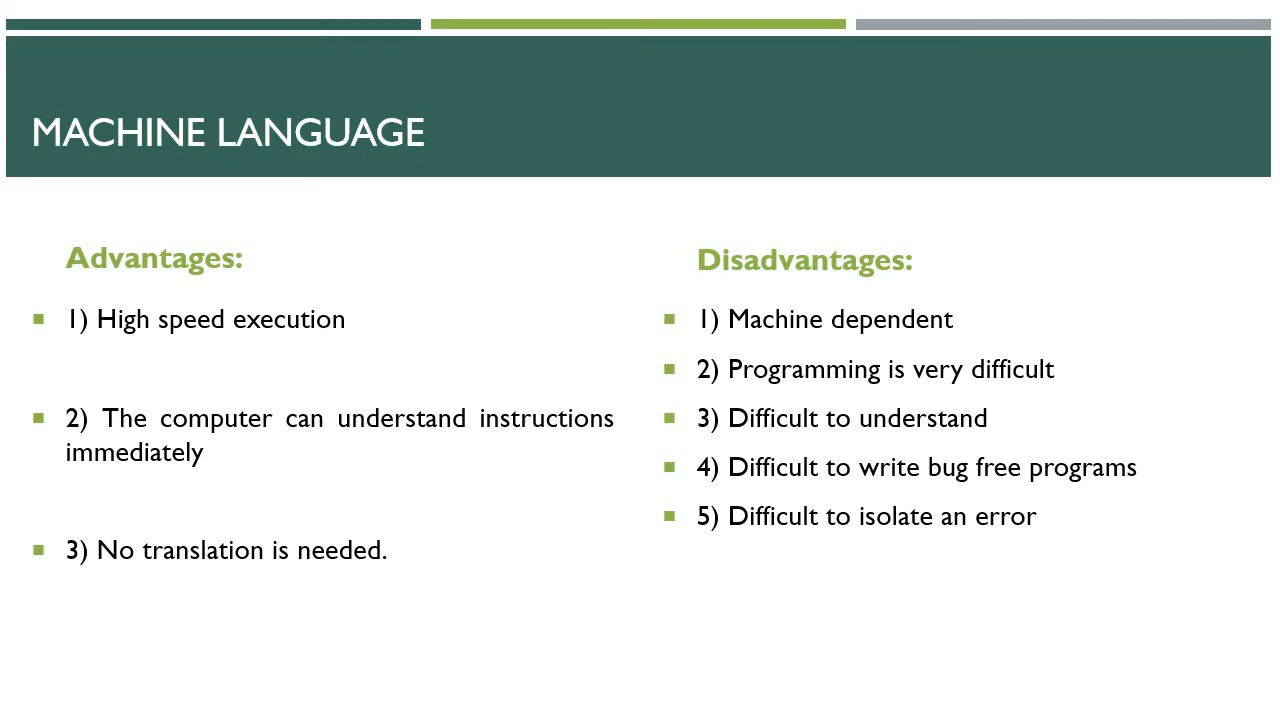 MACHINE LANGUAGE
Advantages:
1) High speed execution
2) The computer can understand instructions
immediately
3) No translation is needed.
Disadvantages:
1) Machine dependent
2) Programming is very difficult
3) Difficult to understand
4) Difficult to write bug free programs
5) Difficult to isolate an error